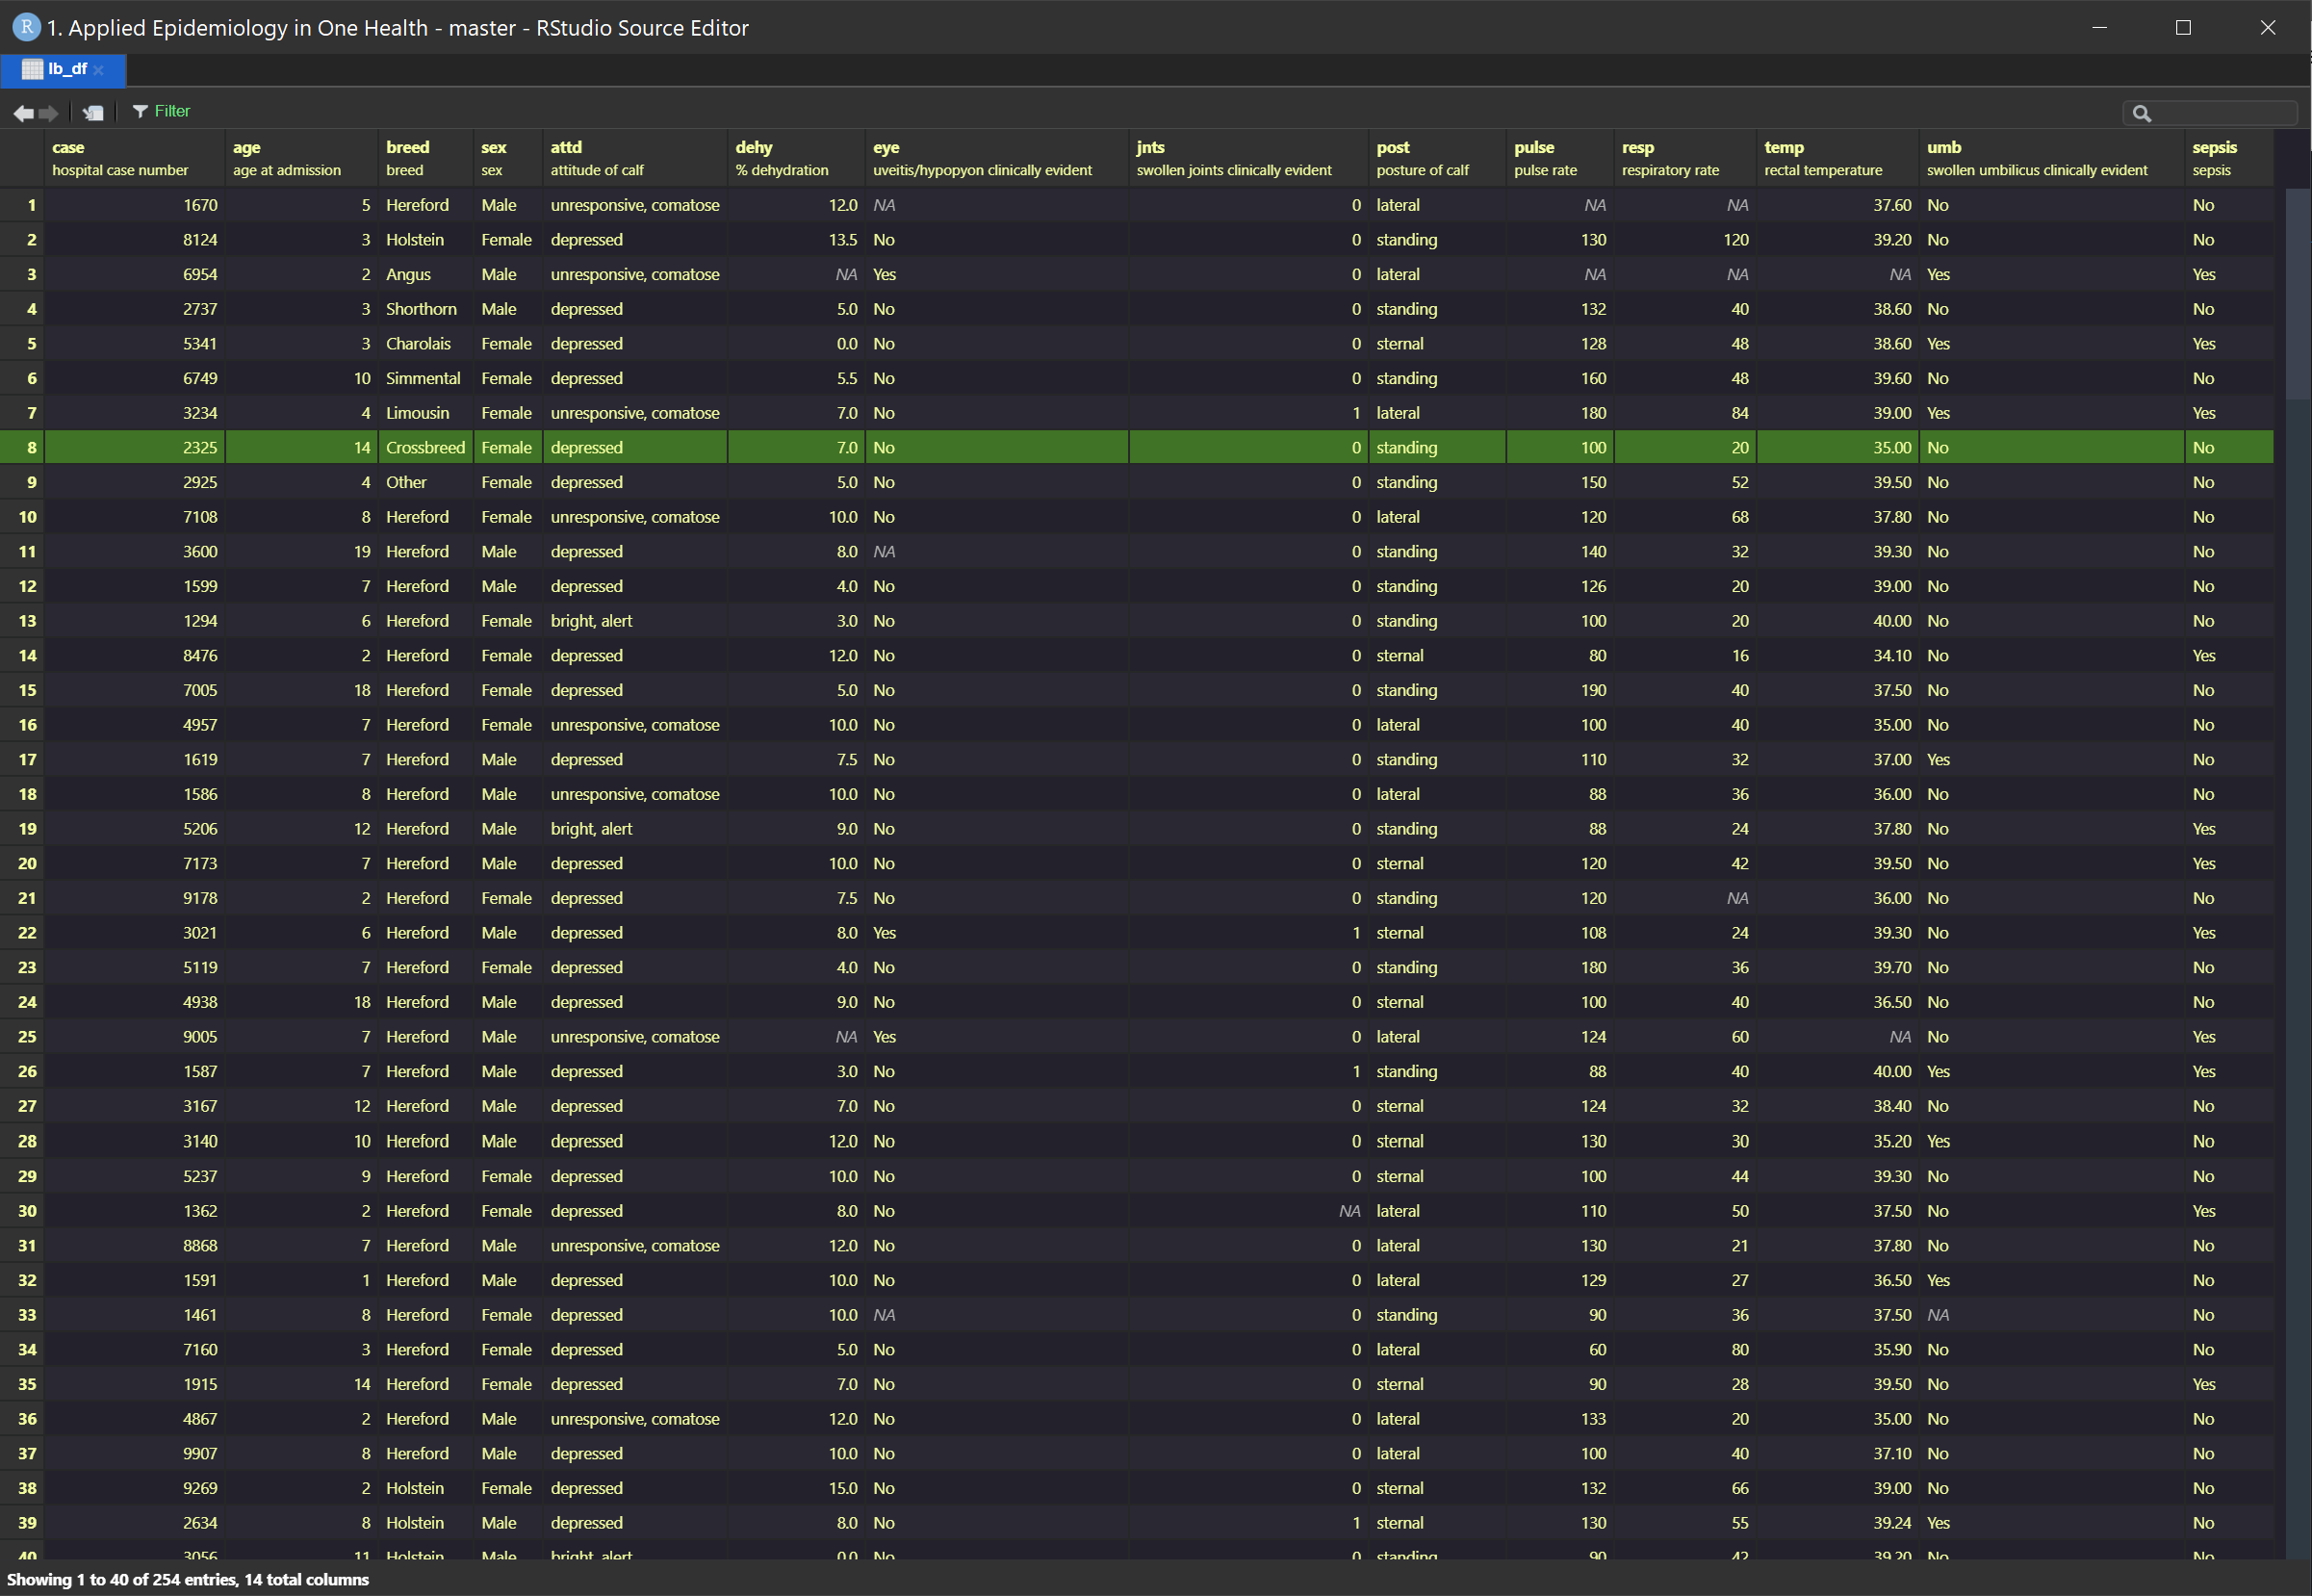 1. Applied Epidemiology in One Health - master - RStudio Source Editor
lb_df
Filter
case age breed sex attd dehy eye jnts post pulse resp temp umb sepsis
hospital case number age at admission breed sex attitude of calf % dehydration uveitis/hypopyon clinically evident swollen joints clinically evident posture of calf pulse rate respiratory rate rectal temperature swollen umbilicus clinically evident sepsis
1 1670 5 Hereford Male unresponsive, comatose 12.0 NA 0 lateral NA NA 37.60 No No
2 8124 3 Holstein Female depressed 13.5 No 0 standing 130 120 39.20 No No
3 6954 2 Angus Male unresponsive, comatose NA Yes 0 lateral NA NA NA Yes Yes
4 2737 3 Shorthorn Male depressed 5.0 No 0 standing 132 40 38.60 No No
5 5341 3 Charolais Female depressed 0.0 No 0 sternal 128 48 38.60 Yes Yes
6 6749 10 Simmental Female depressed 5.5 No 0 standing 160 48 39.60 No No
7 3234 4 Limousin Female unresponsive, comatose 7.0 No 1 lateral 180 84 39.00 Yes Yes
8 2325 14 Crossbreed Female depressed 7.0 No 0 standing 100 20 35.00 No No
9 2925 4 Other Female depressed 5.0 No 0 standing 150 52 39.50 No No
10 7108 8 Hereford Female unresponsive, comatose 10.0 No 0 lateral 120 68 37.80 No No
11 3600 19 Hereford Male depressed 8.0 NA 0 standing 140 32 39.30 No No
12 1599 7 Hereford Male depressed 4.0 No 0 standing 126 20 39.00 No No
13 1294 6 Hereford Female bright, alert 3.0 No 0 standing 100 20 40.00 No No
14 8476 2 Hereford Female depressed 12.0 No 0 sternal 80 16 34.10 No Yes
15 7005 18 Hereford Female depressed 5.0 No 0 standing 190 40 37.50 No No
16 4957 7 Hereford Female unresponsive, comatose 10.0 No 0 lateral 100 40 35.00 No No
17 1619 7 Hereford Male depressed 7.5 No 0 standing 110 32 37.00 Yes No
18 1586 8 Hereford Male unresponsive, comatose 10.0 No 0 lateral 88 36 36.00 No No
19 5206 12 Hereford Male bright, alert 9.0 No 0 standing 88 24 37.80 No Yes
20 7173 7 Hereford Male depressed 10.0 No 0 sternal 120 42 39.50 No Yes
21 9178 2 Hereford Female depressed 7.5 No 0 standing 120 NA 36.00 No No
22 3021 6 Hereford Male depressed 8.0 Yes 1 sternal 108 24 39.30 No Yes
23 5119 7 Hereford Female depressed 4.0 No 0 standing 180 36 39.70 No No
24 4938 18 Hereford Male depressed 9.0 No 0 sternal 100 40 36.50 No No
25 9005 7 Hereford Male unresponsive, comatose NA Yes 0 lateral 124 60 NA No Yes
26 1587 7 Hereford Male depressed 3.0 No 1 standing 88 40 40.00 Yes Yes
27 3167 12 Hereford Male depressed 7.0 No 0 sternal 124 32 38.40 No No
28 3140 10 Hereford Male depressed 12.0 No 0 sternal 130 30 35.20 Yes No
29 5237 9 Hereford Female depressed 10.0 No 0 sternal 100 44 39.30 No No
30 1362 2 Hereford Female depressed 8.0 No NA lateral 110 50 37.50 No Yes
31 8868 7 Hereford Male unresponsive, comatose 12.0 No 0 lateral 130 21 37.80 No No
32 1591 1 Hereford Male depressed 10.0 No 0 lateral 129 27 36.50 Yes No
33 1461 8 Hereford Female depressed 10.0 NA 0 standing 90 36 37.50 NA No
34 7160 3 Hereford Female depressed 5.0 No 0 lateral 60 80 35.90 No No
35 1915 14 Hereford Female depressed 7.0 No 0 sternal 90 28 39.50 No Yes
36 4867 2 Hereford Male unresponsive, comatose 12.0 No 0 lateral 133 20 35.00 No No
37 9907 8 Hereford Male depressed 10.0 No 0 lateral 100 40 37.10 No No
38 9269 2 Holstein Female depressed 15.0 No 0 sternal 132 66 39.00 No No
39 2634 8 Holstein Male depressed 8.0 No 1 sternal 130 55 39.24 Yes No
40 3056 11 Holstein Male bright, alert 0.0 No 0 standing 90 42 39.20 No No
Showing 1 to 40 of 254 entries, 14 total columns